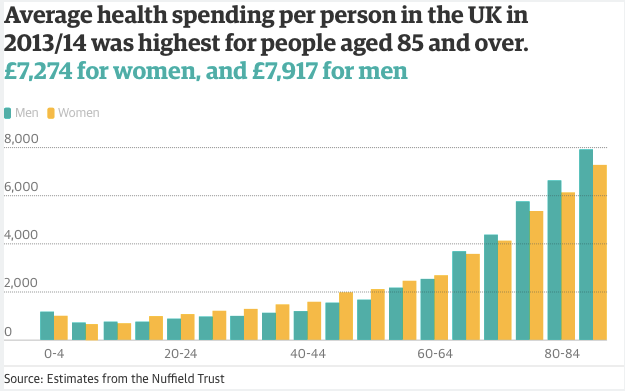 Average health spending per person in the UK in
2013/14 was highest for people aged 85 and over.
£7,274 for women, and £7,917 for men
Men Women
8,000
6,000
4,000
2,000
0
0-4 20-24 40-44 60-64 80-84
Source: Estimates from the Nuffield Trust